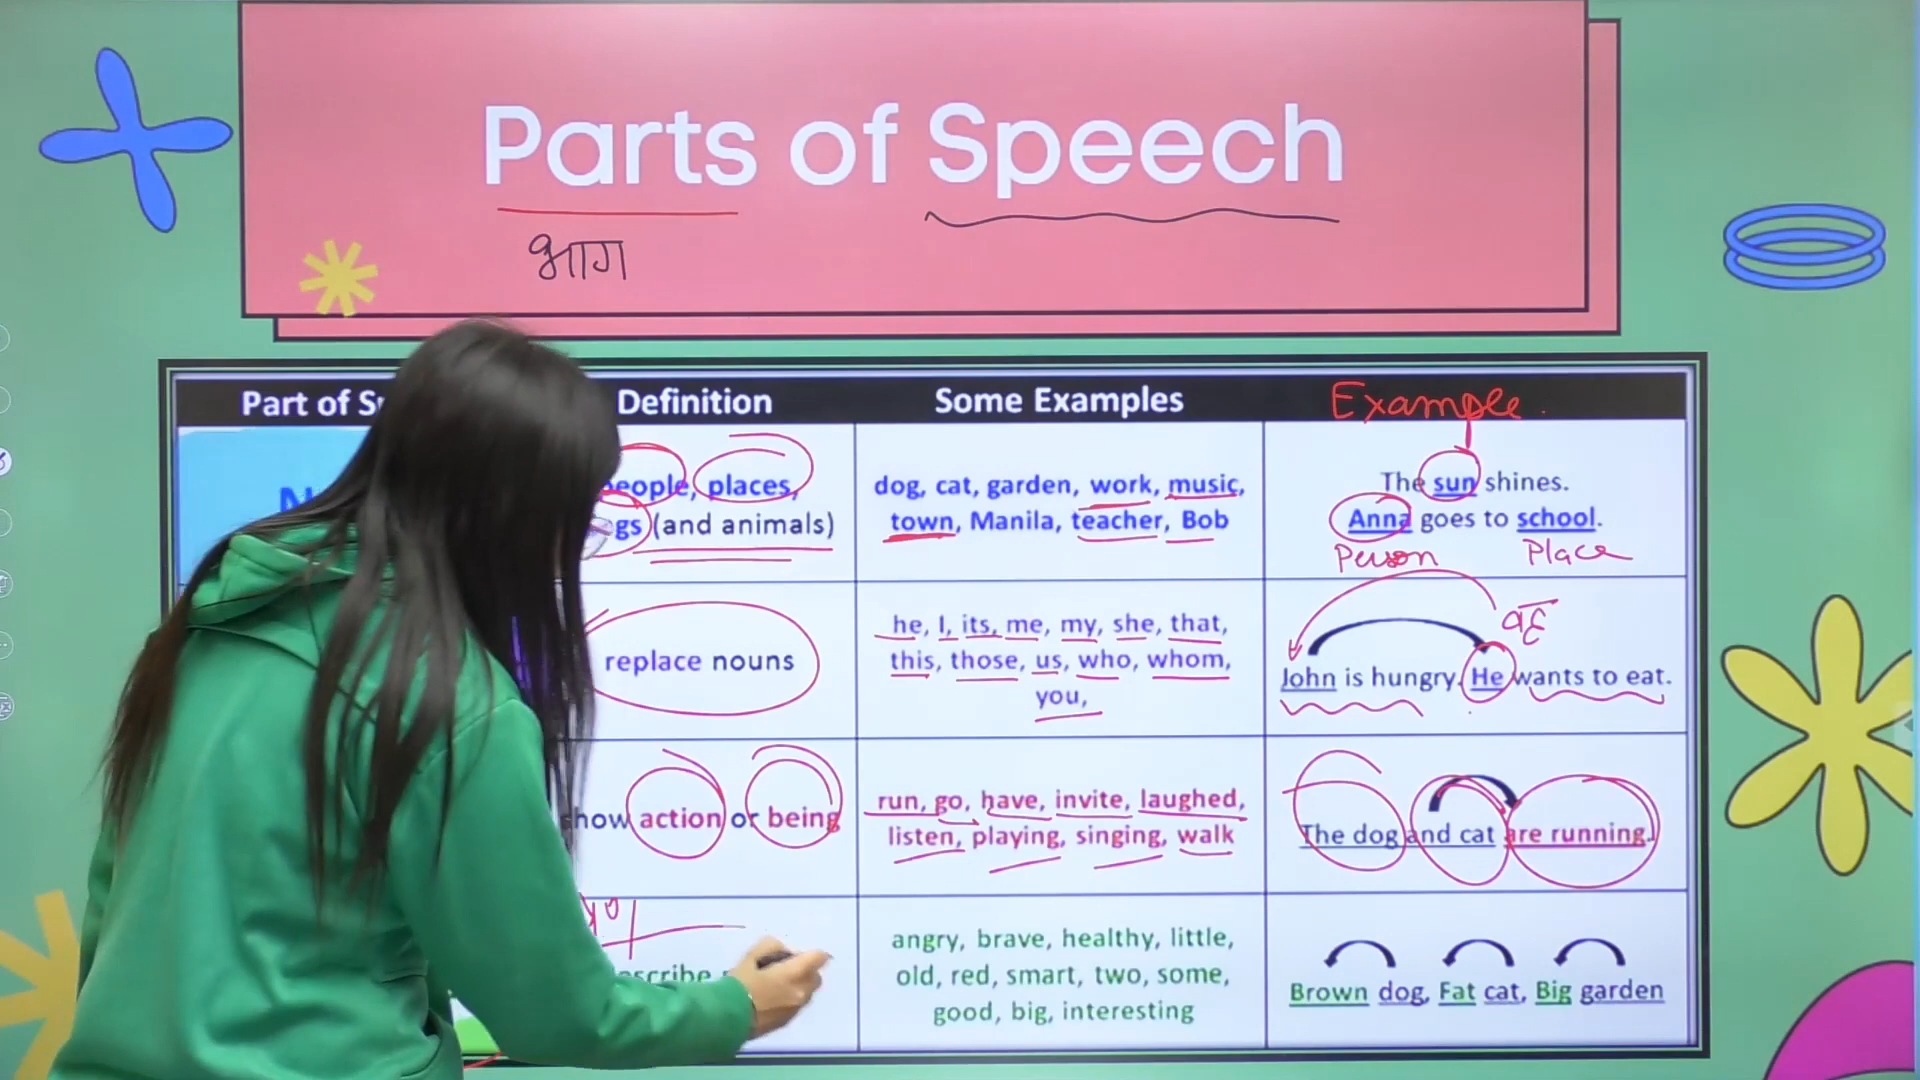 Parts of Speech
भाग
Part of
Definition
Some Examples
Example.
people, places,
(and animals)
dog, cat, garden, work, music,
town, Manila, teacher, Bob
The sun shines.
Anna goes to school.
Person
Place
replace nouns
he, I, its, me, my, she, that,
this, those, us, who, whom,
you,
वह
John is hungry. He wants to eat.
show action or being
run, go, have, invite, laughed,
listen, playing, singing, walk
The dog and cat are running.
angry, brave, healthy, little,
old, red, smart, two, some,
good, big, interesting
Brown dog, Fat cat, Big garden